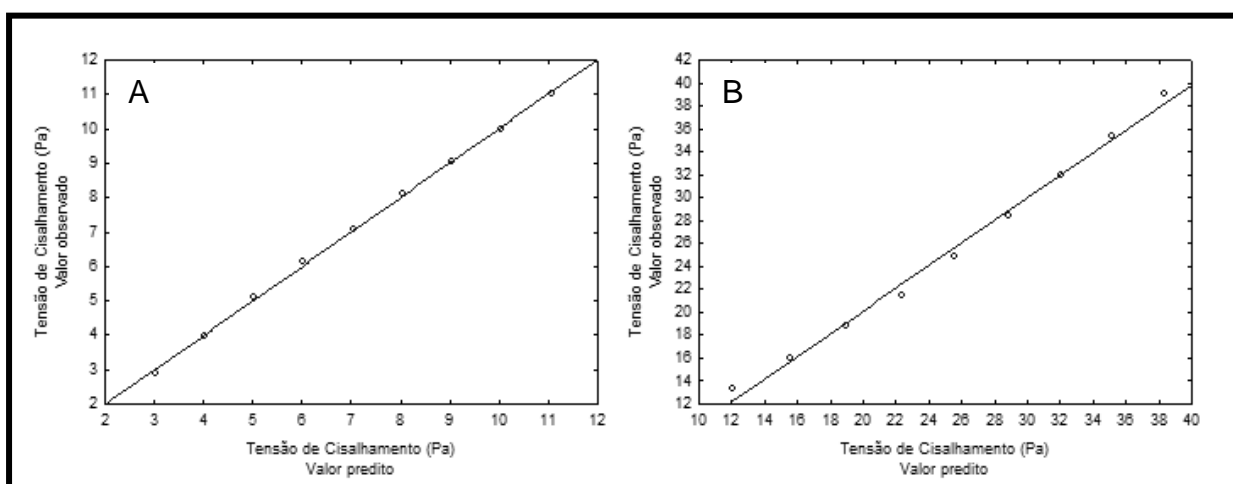 A
Tensão de Cisalhamento (Pa)
Valor observado
12
11
10
9
8
7
6
5
4
3
2
2 3 4 5 6 7 8 9 10 11 12
Tensão de Cisalhamento (Pa)
Valor predito
B
Tensão de Cisalhamento (Pa)
Valor observado
42
40
38
36
34
32
30
28
26
24
22
20
18
16
14
12
10 12 14 16 18 20 22 24 26 28 30 32 34 36 38 40
Tensão de Cisalhamento (Pa)
Valor predito